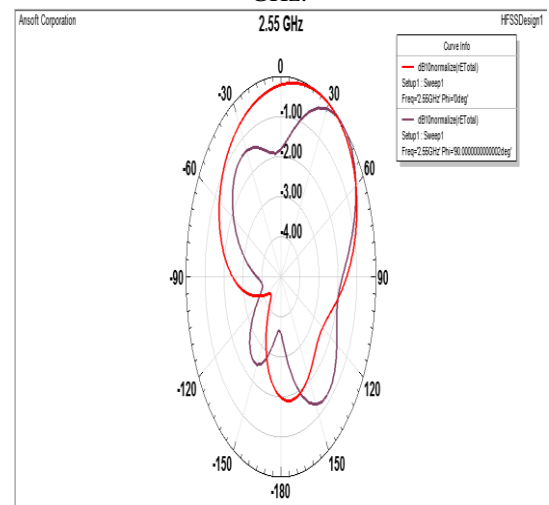 GHz.
Ansoft Corporation
2.55 GHz
HFSSDesign1
Curve Info
dB10normalize(rETotal)
Setup1 : Sweep1
Freq='2.55GHz' Phi='0deg'
dB10normalize(rETotal)
Setup1 : Sweep1
Freq='2.55GHz' Phi='90.0000000000002deg'
0
-30
30
-1.00
-60
-2.00
60
-3.00
-4.00
-90
90
-120
120
-150
150
-180